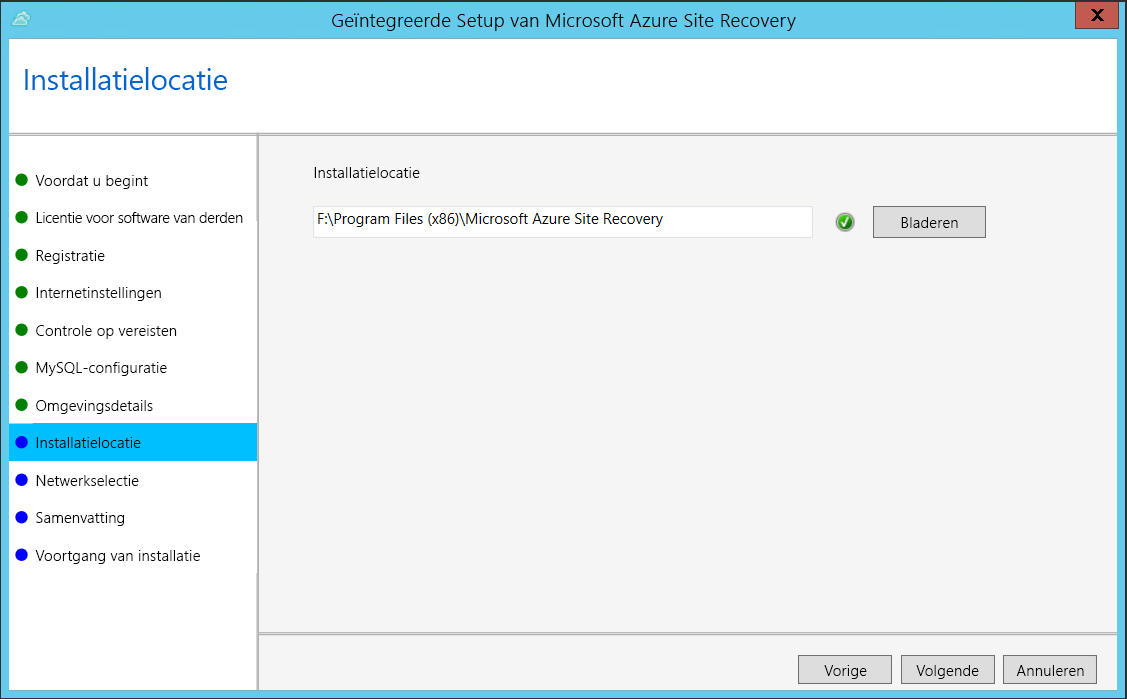 Geïntegreerde Setup van Microsoft Azure Site Recovery
X
Installatielocatie
Voordat u begint
Licentie voor software van derden
Registratie
Internetinstellingen
Controle op vereisten
MySQL-configuratie
Omgevingsdetails
Installatielocatie
Netwerkselectie
Samenvatting
Voortgang van installatie
Installatielocatie
F:\Program Files (x86)\Microsoft Azure Site Recovery
Bladeren
Vorige
Volgende
Annuleren